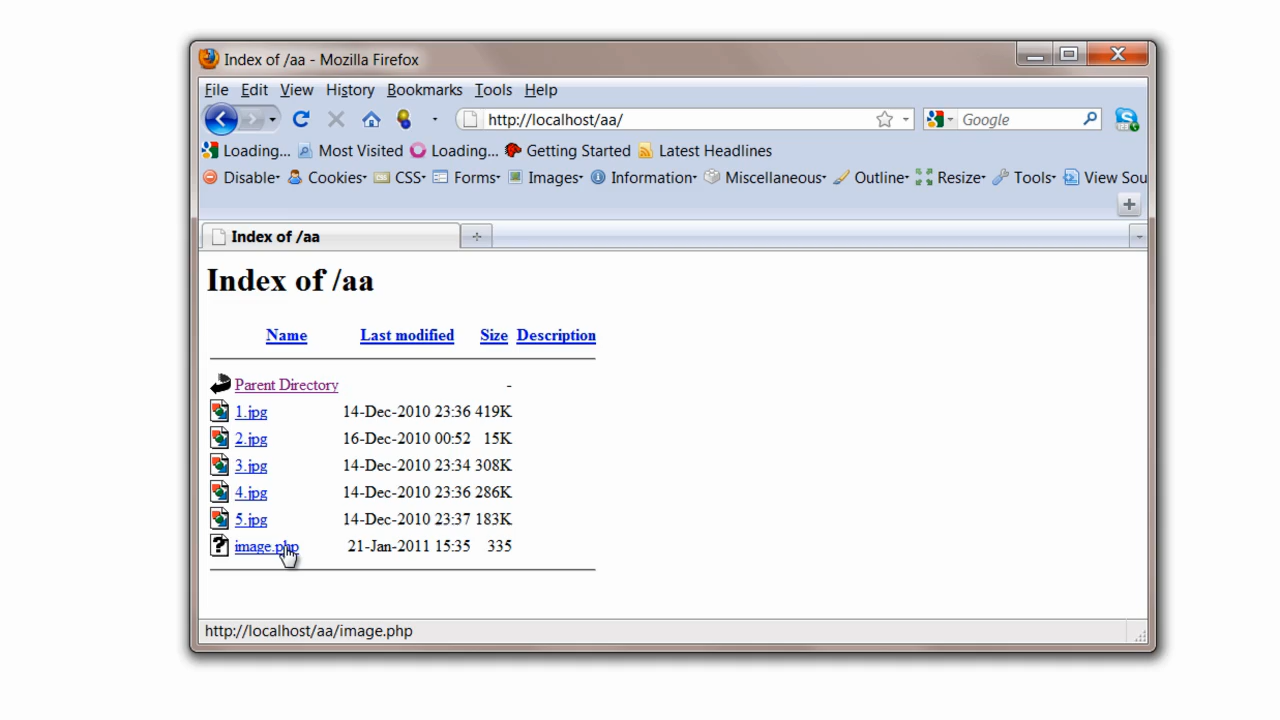 Index of /aa - Mozilla Firefox
File Edit View History Bookmarks Tools Help
http://localhost/aa/ Google
Loading... Most Visited Loading... Getting Started Latest Headlines
Disable Cookies CSS Forms Images Information Miscellaneous Outline Resize Tools View Sou
Index of /aa
Index of /aa
Name Last modified Size Description
Parent Directory -
1.jpg 14-Dec-2010 23:36 419K
2.jpg 16-Dec-2010 00:52 15K
3.jpg 14-Dec-2010 23:34 308K
4.jpg 14-Dec-2010 23:36 286K
5.jpg 14-Dec-2010 23:37 183K
image.php 21-Jan-2011 15:35 335
http://localhost/aa/image.php